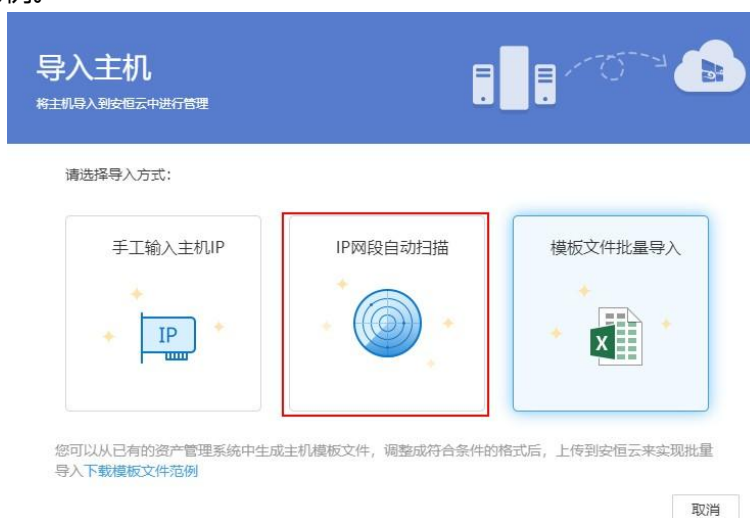 导入主机
将主机导入到安恒云中进行管理
请选择导入方式：
手工输入主机IP
IP网段自动扫描
模板文件批量导入
IP
X
您可以从已有的资产管理系统中生成主机模板文件，调整成符合条件的格式后，上传到安恒云来实现批量
导入下载模板文件范例
取消